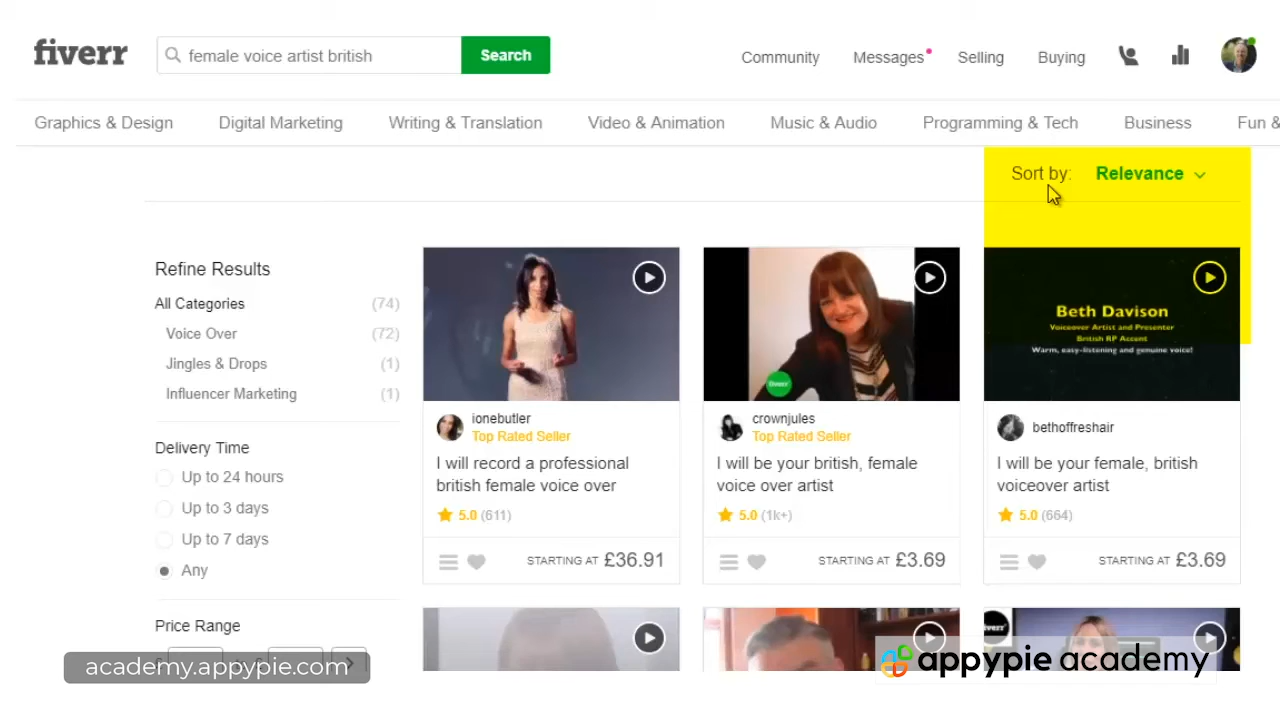 fiverr
female voice artist british
Search
Community
Messages
Selling
Buying
Graphics & Design
Digital Marketing
Writing & Translation
Video & Animation
Music & Audio
Programming & Tech
Business
Fun &
Sort by: Relevance
Refine Results
All Categories (74)
Voice Over (72)
Jingles & Drops (1)
Influencer Marketing (1)
Delivery Time
Up to 24 hours
Up to 3 days
Up to 7 days
Any
Price Range
fiverr
Beth Davison
Voiceover Artist and Presenter
British RP Accent
Warm, easy-listening and genuine voice!
ionebutler
Top Rated Seller
I will record a professional
british female voice over
5.0 (611)
STARTING AT £36.91
crownjules
Top Rated Seller
I will be your british, female
voice over artist
5.0 (1k+)
STARTING AT £3.69
bethoffreshair
I will be your female, british
voiceover artist
5.0 (664)
STARTING AT £3.69
fiverr
academy.appypie.com
appypie academy